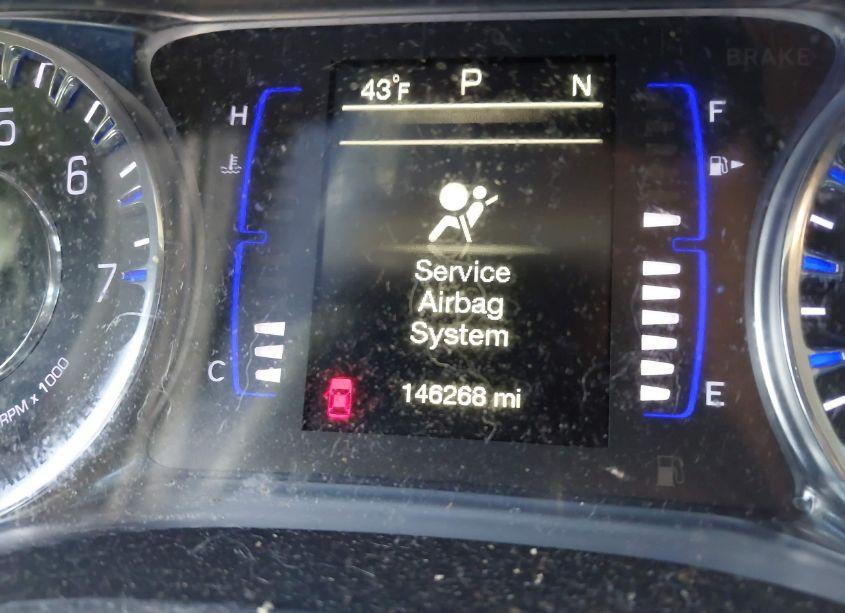 BRAKE
43°F P N
H
F
5
6
7
Service
Airbag
System
C
E
146268 mi
RPM x 1000